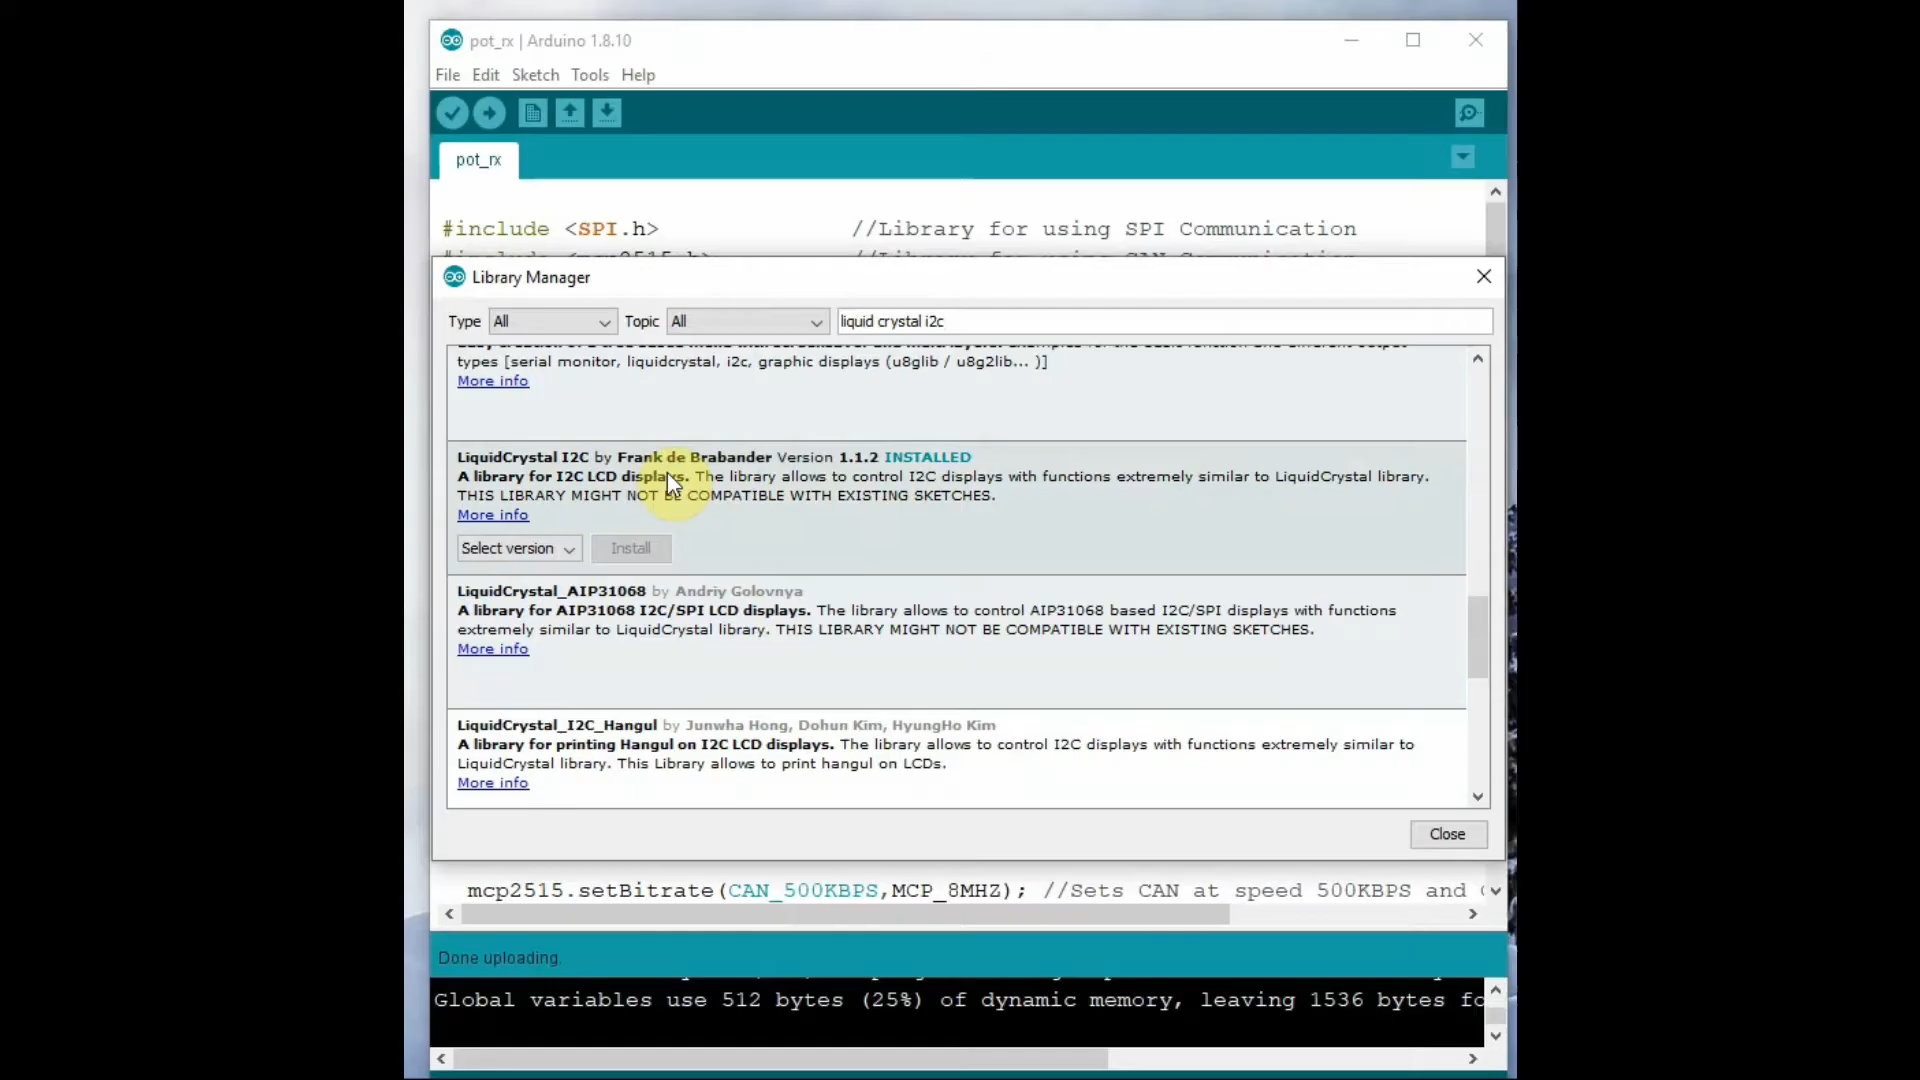 pot_rx | Arduino 1.8.10
File Edit Sketch Tools Help
pot_rx
#include <SPI.h> //Library for using SPI Communication
Library Manager
Type All Topic All liquid crystal i2c
types [serial monitor, liquidcrystal, i2c, graphic displays (u8glib / u8g2lib... )]
More info
LiquidCrystal I2C by Frank de Brabander Version 1.1.2 INSTALLED
A library for I2C LCD displays. The library allows to control I2C displays with functions extremely similar to LiquidCrystal library.
THIS LIBRARY MIGHT NOT BE COMPATIBLE WITH EXISTING SKETCHES.
More info
Select version Install
LiquidCrystal_AIP31068 by Andriy Golovnya
A library for AIP31068 I2C/SPI LCD displays. The library allows to control AIP31068 based I2C/SPI displays with functions
extremely similar to LiquidCrystal library. THIS LIBRARY MIGHT NOT BE COMPATIBLE WITH EXISTING SKETCHES.
More info
LiquidCrystal_I2C_Hangul by Junwha Hong, Dohun Kim, HyungHo Kim
A library for printing Hangul on I2C LCD displays. The library allows to control I2C displays with functions extremely similar to
LiquidCrystal library. This Library allows to print hangul on LCDs.
More info
Close
mcp2515.setBitrate(CAN_500KBPS,MCP_8MHZ); //Sets CAN at speed 500KBPS and
Done uploading.
Global variables use 512 bytes (25%) of dynamic memory, leaving 1536 bytes fo